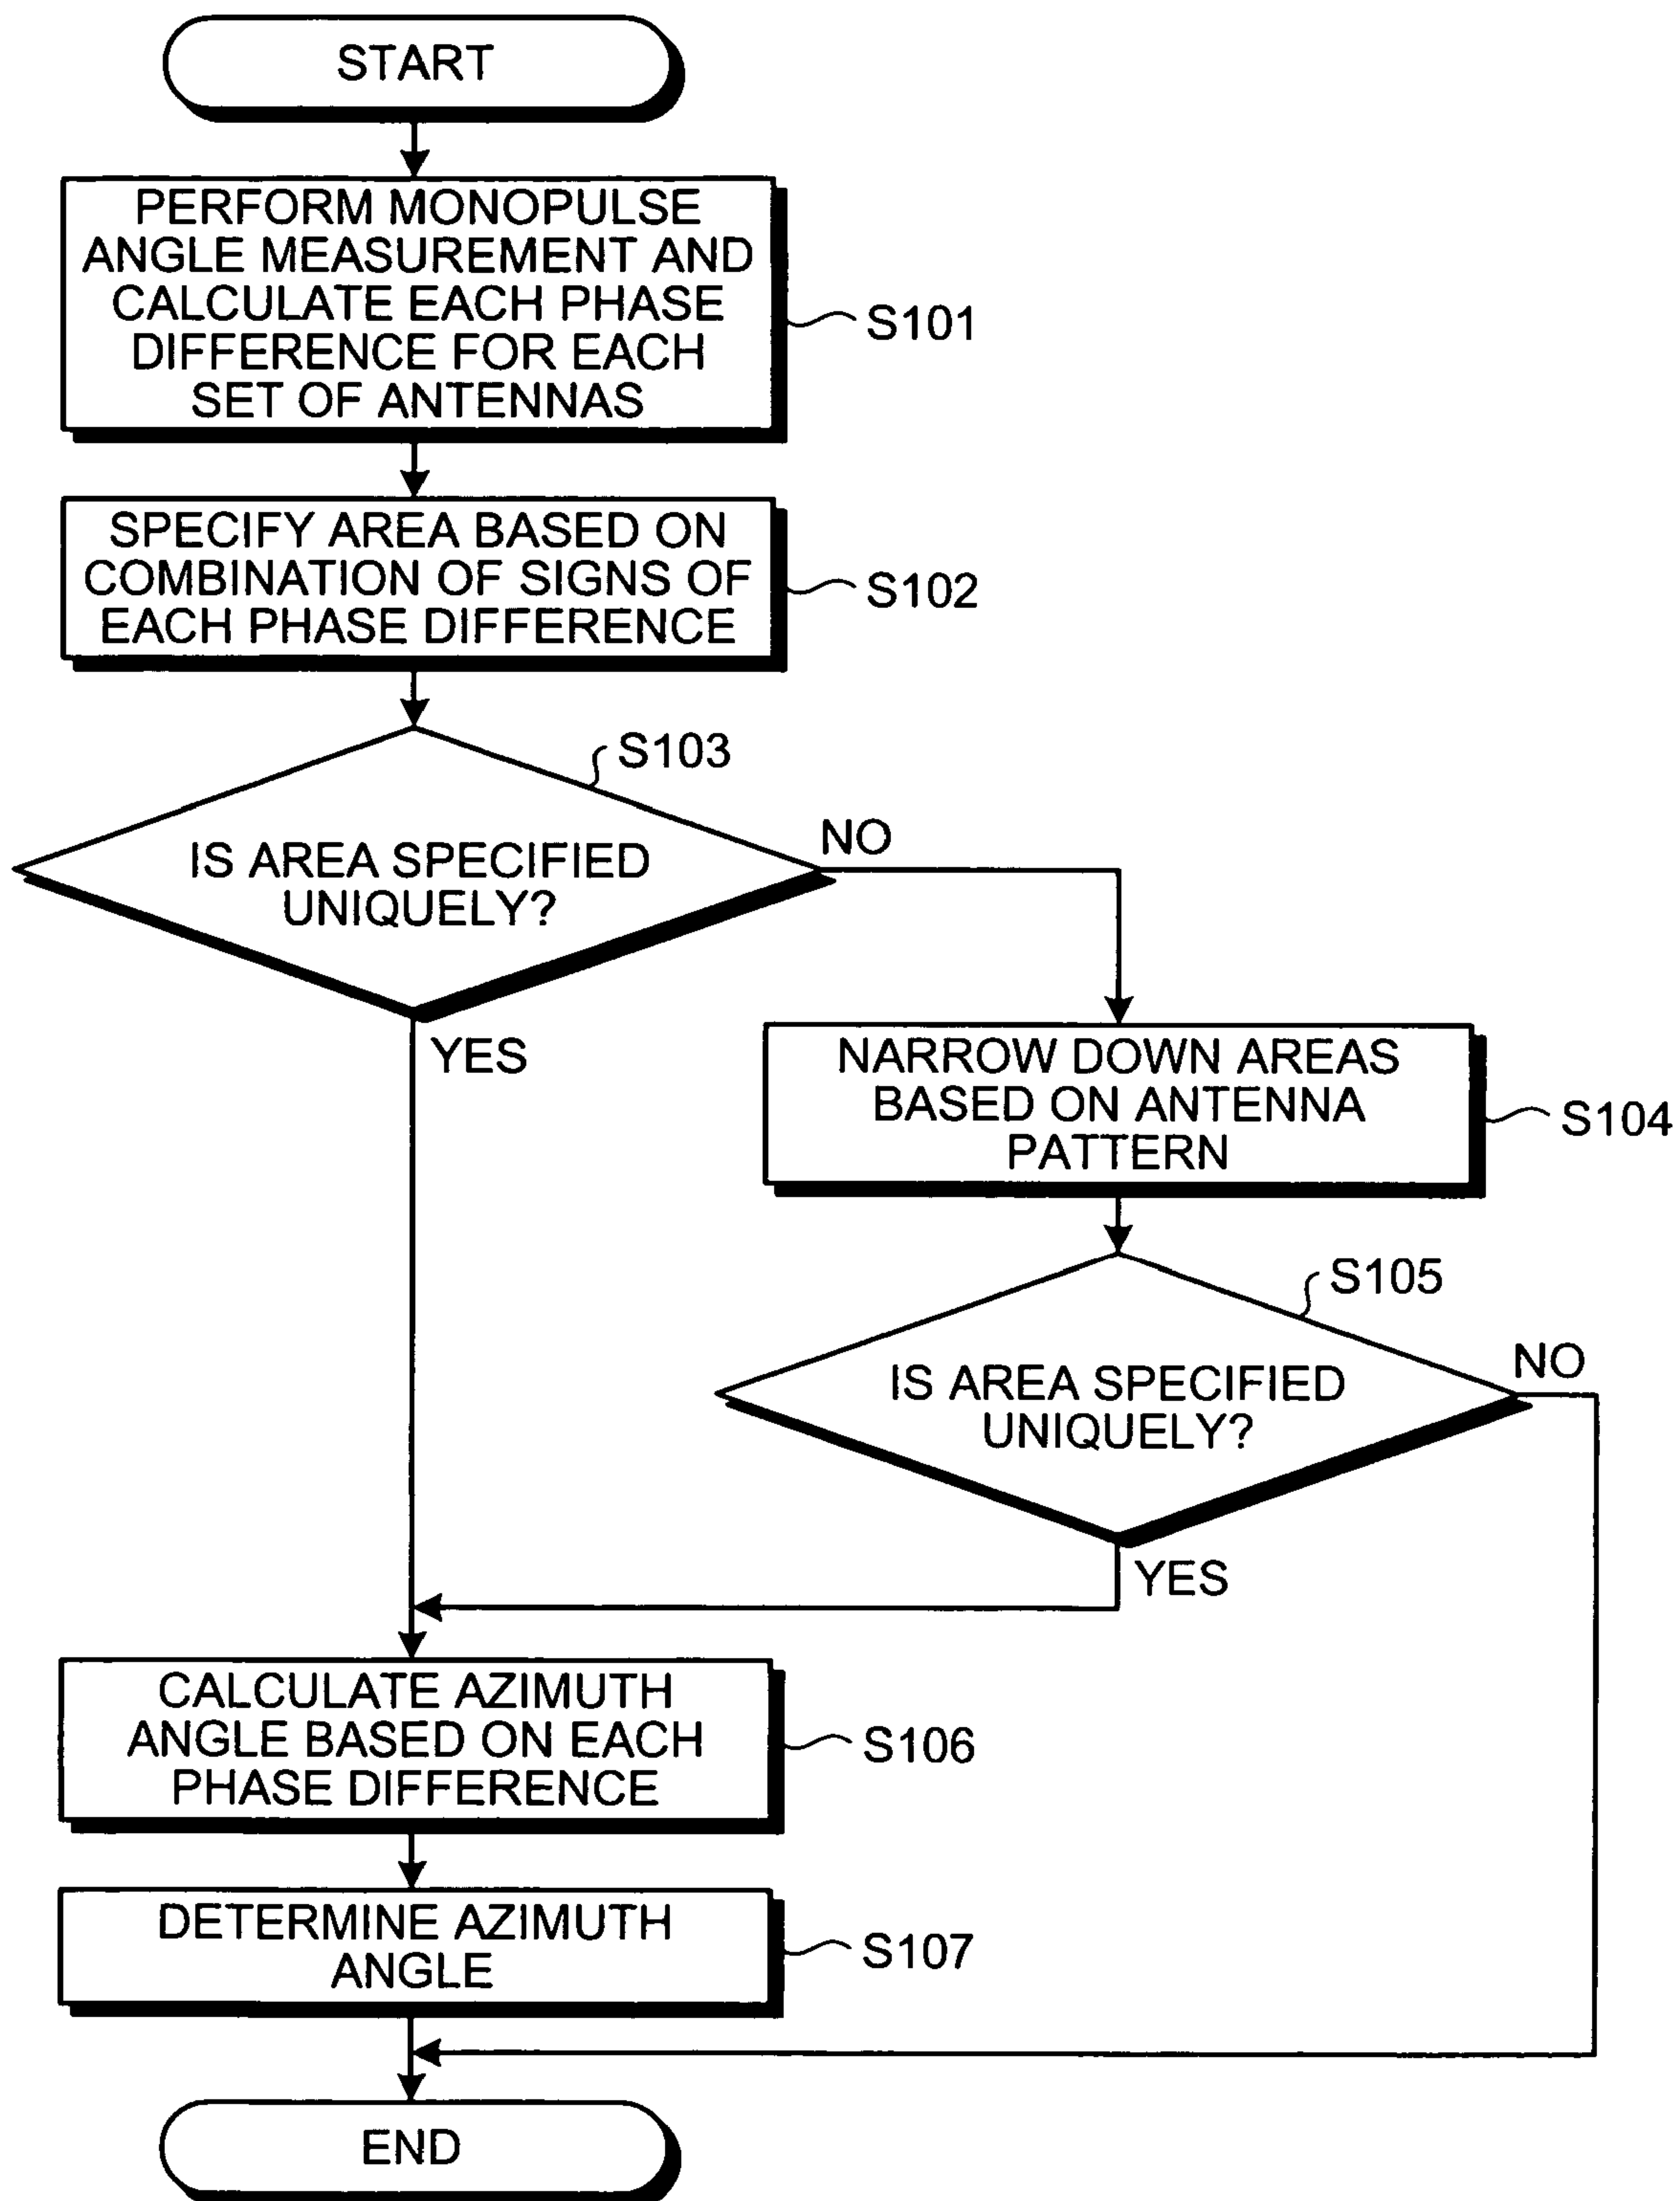 START
PERFORM MONOPULSE
ANGLE MEASUREMENT AND
CALCULATE EACH PHASE
DIFFERENCE FOR EACH
SET OF ANTENNAS
S101
SPECIFY AREA BASED ON
COMBINATION OF SIGNS OF
EACH PHASE DIFFERENCE
S102
S103
IS AREA SPECIFIED
UNIQUELY?
NO
YES
NARROW DOWN AREAS
BASED ON ANTENNA
PATTERN
S104
S105
IS AREA SPECIFIED
UNIQUELY?
NO
YES
CALCULATE AZIMUTH
ANGLE BASED ON EACH
PHASE DIFFERENCE
S106
DETERMINE AZIMUTH
ANGLE
S107
END